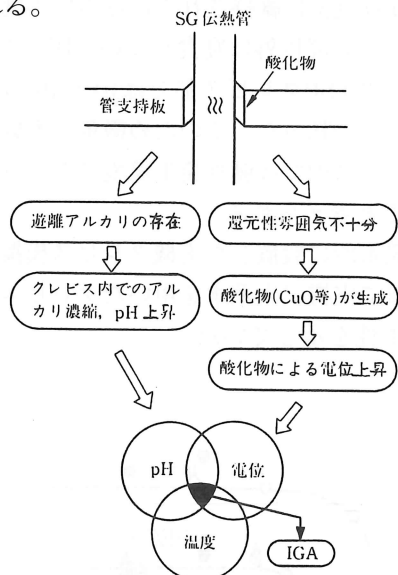 る。
SG伝熱管
酸化物
管支持板
遊離アルカリの存在
還元性雰囲気不十分
クレビス内でのアル
カリ濃縮，pH上昇
酸化物(CuO等)が生成
酸化物による電位上昇
pH
電位
温度
IGA